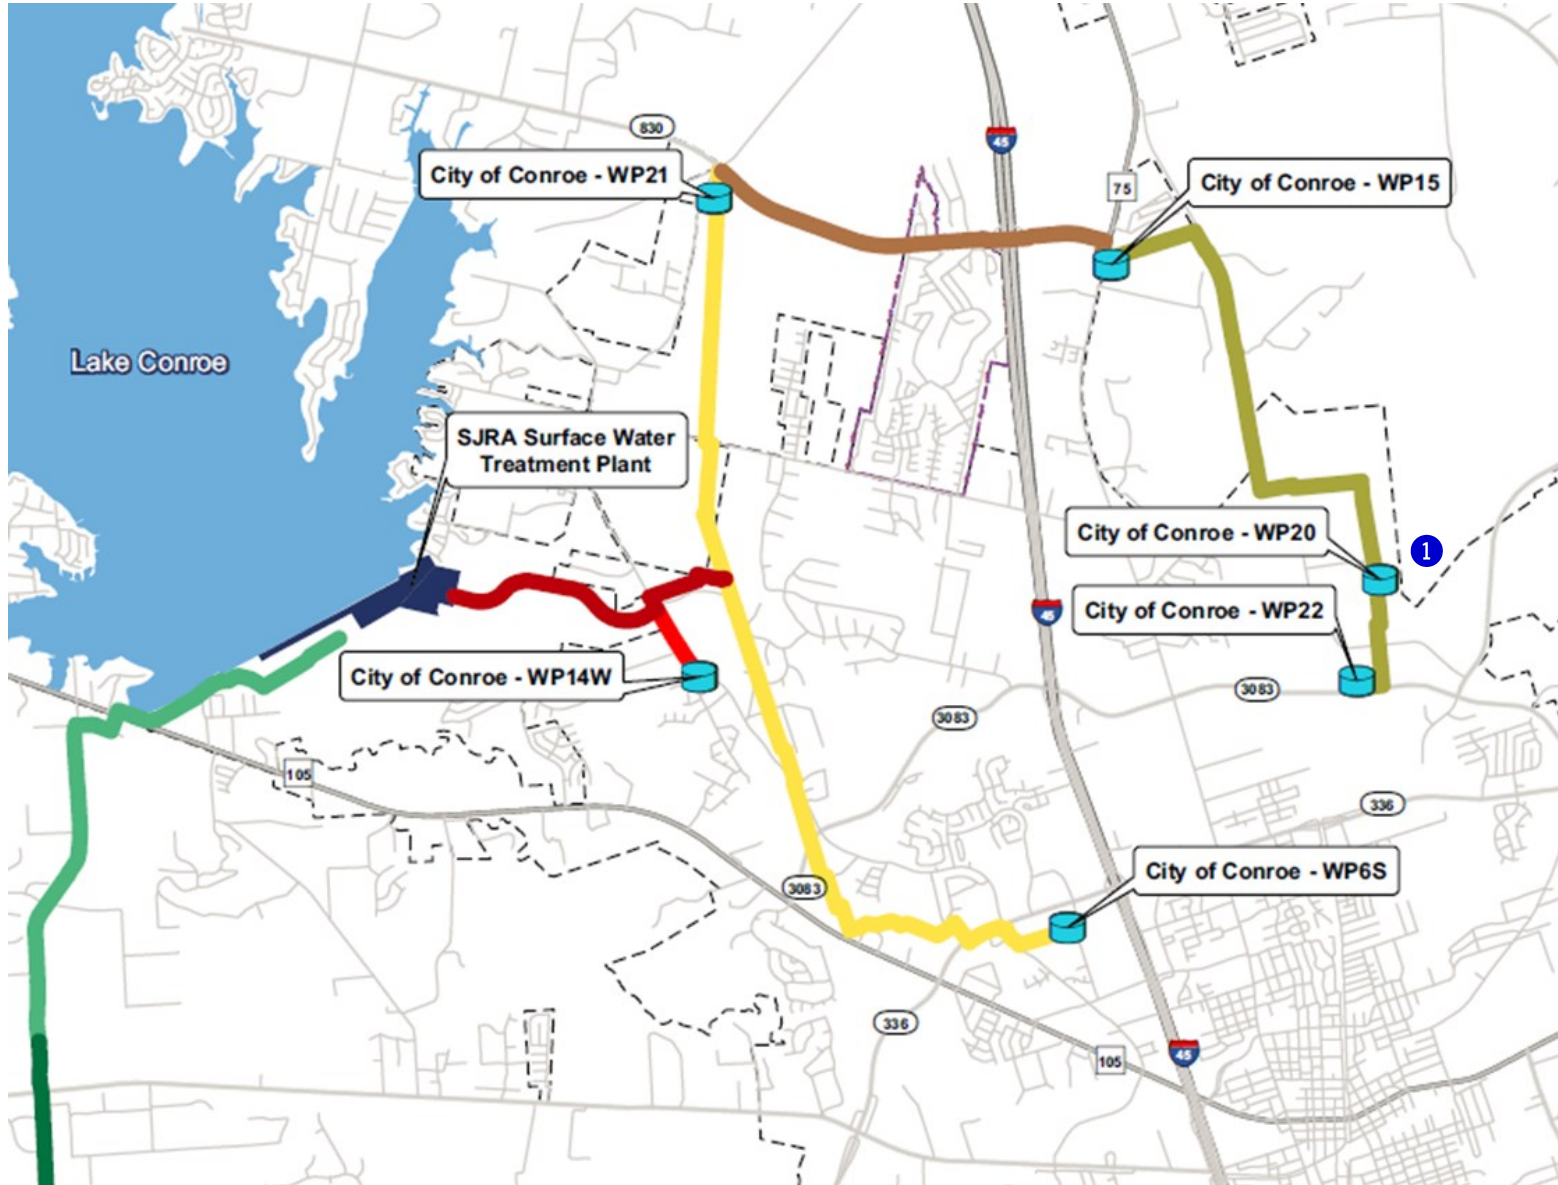 830
45
City of Conroe - WP21
75
City of Conroe - WP15
Lake Conroe
SJRA Surface Water
Treatment Plant
City of Conroe - WP20
1
City of Conroe - WP22
45
City of Conroe - WP14W
3083
3083
105
336
City of Conroe - WP6S
3083
336
105
45